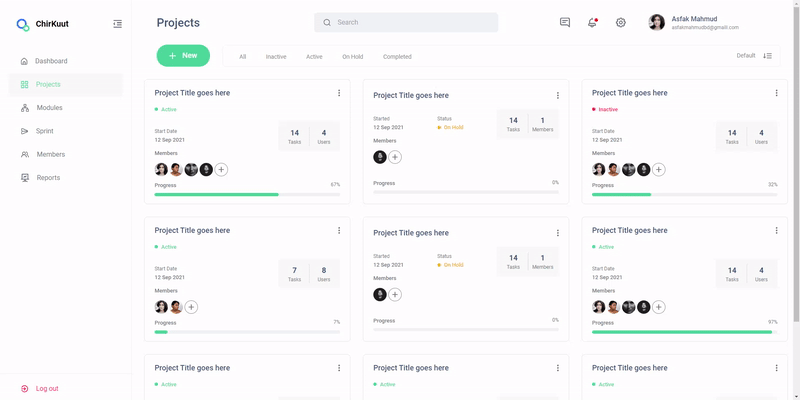 ChirKuut
Projects
Search
Asfak Mahmud
asfakmahmudbd@gmail.com
Dashboard
Projects
Modules
Sprint
Members
Reports
Log out
+ New
All
Inactive
Active
On Hold
Completed
Default
Project Title goes here
Active
Start Date
12 Sep 2021
14
Tasks
4
Users
Members
Progress
67%
Project Title goes here
Started
12 Sep 2021
Status
On Hold
14
Tasks
1
Members
Members
Progress
0%
Project Title goes here
Inactive
Start Date
12 Sep 2021
14
Tasks
4
Users
Members
Progress
32%
Project Title goes here
Active
Start Date
12 Sep 2021
7
Tasks
8
Users
Members
Progress
7%
Project Title goes here
Started
12 Sep 2021
Status
On Hold
14
Tasks
1
Members
Members
Progress
0%
Project Title goes here
Active
Start Date
12 Sep 2021
14
Tasks
4
Users
Members
Progress
97%
Project Title goes here
Active
Project Title goes here
Active
Project Title goes here
Active